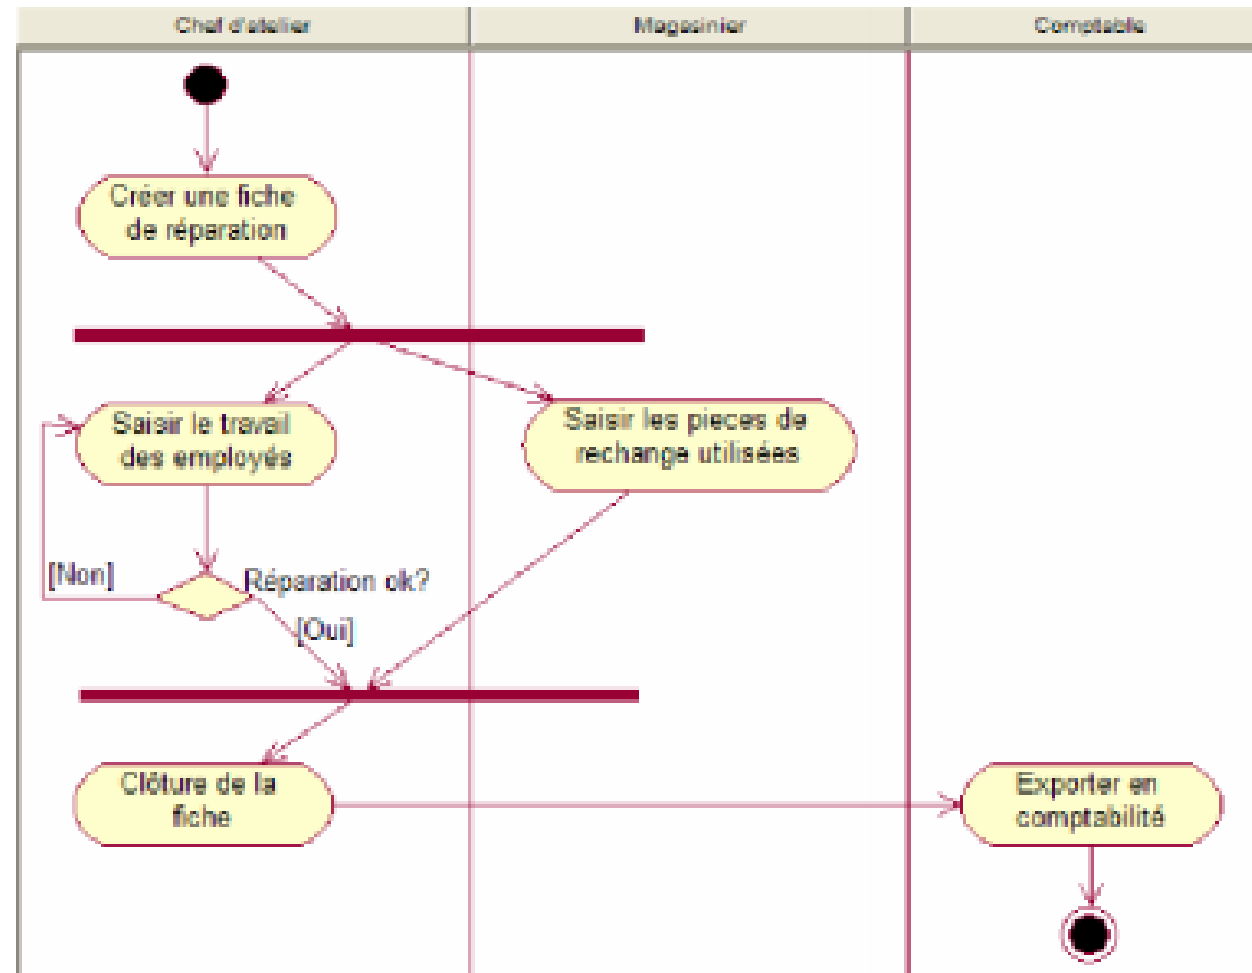 Chef d'atelier
Magasinier
Comptable
Créer une fiche
de réparation
Saisir le travail
des employés
Saisir les pieces de
rechange utilisées
[Non]
Réparation ok?
[Oui]
Clôture de la
fiche
Exporter en
comptabilité